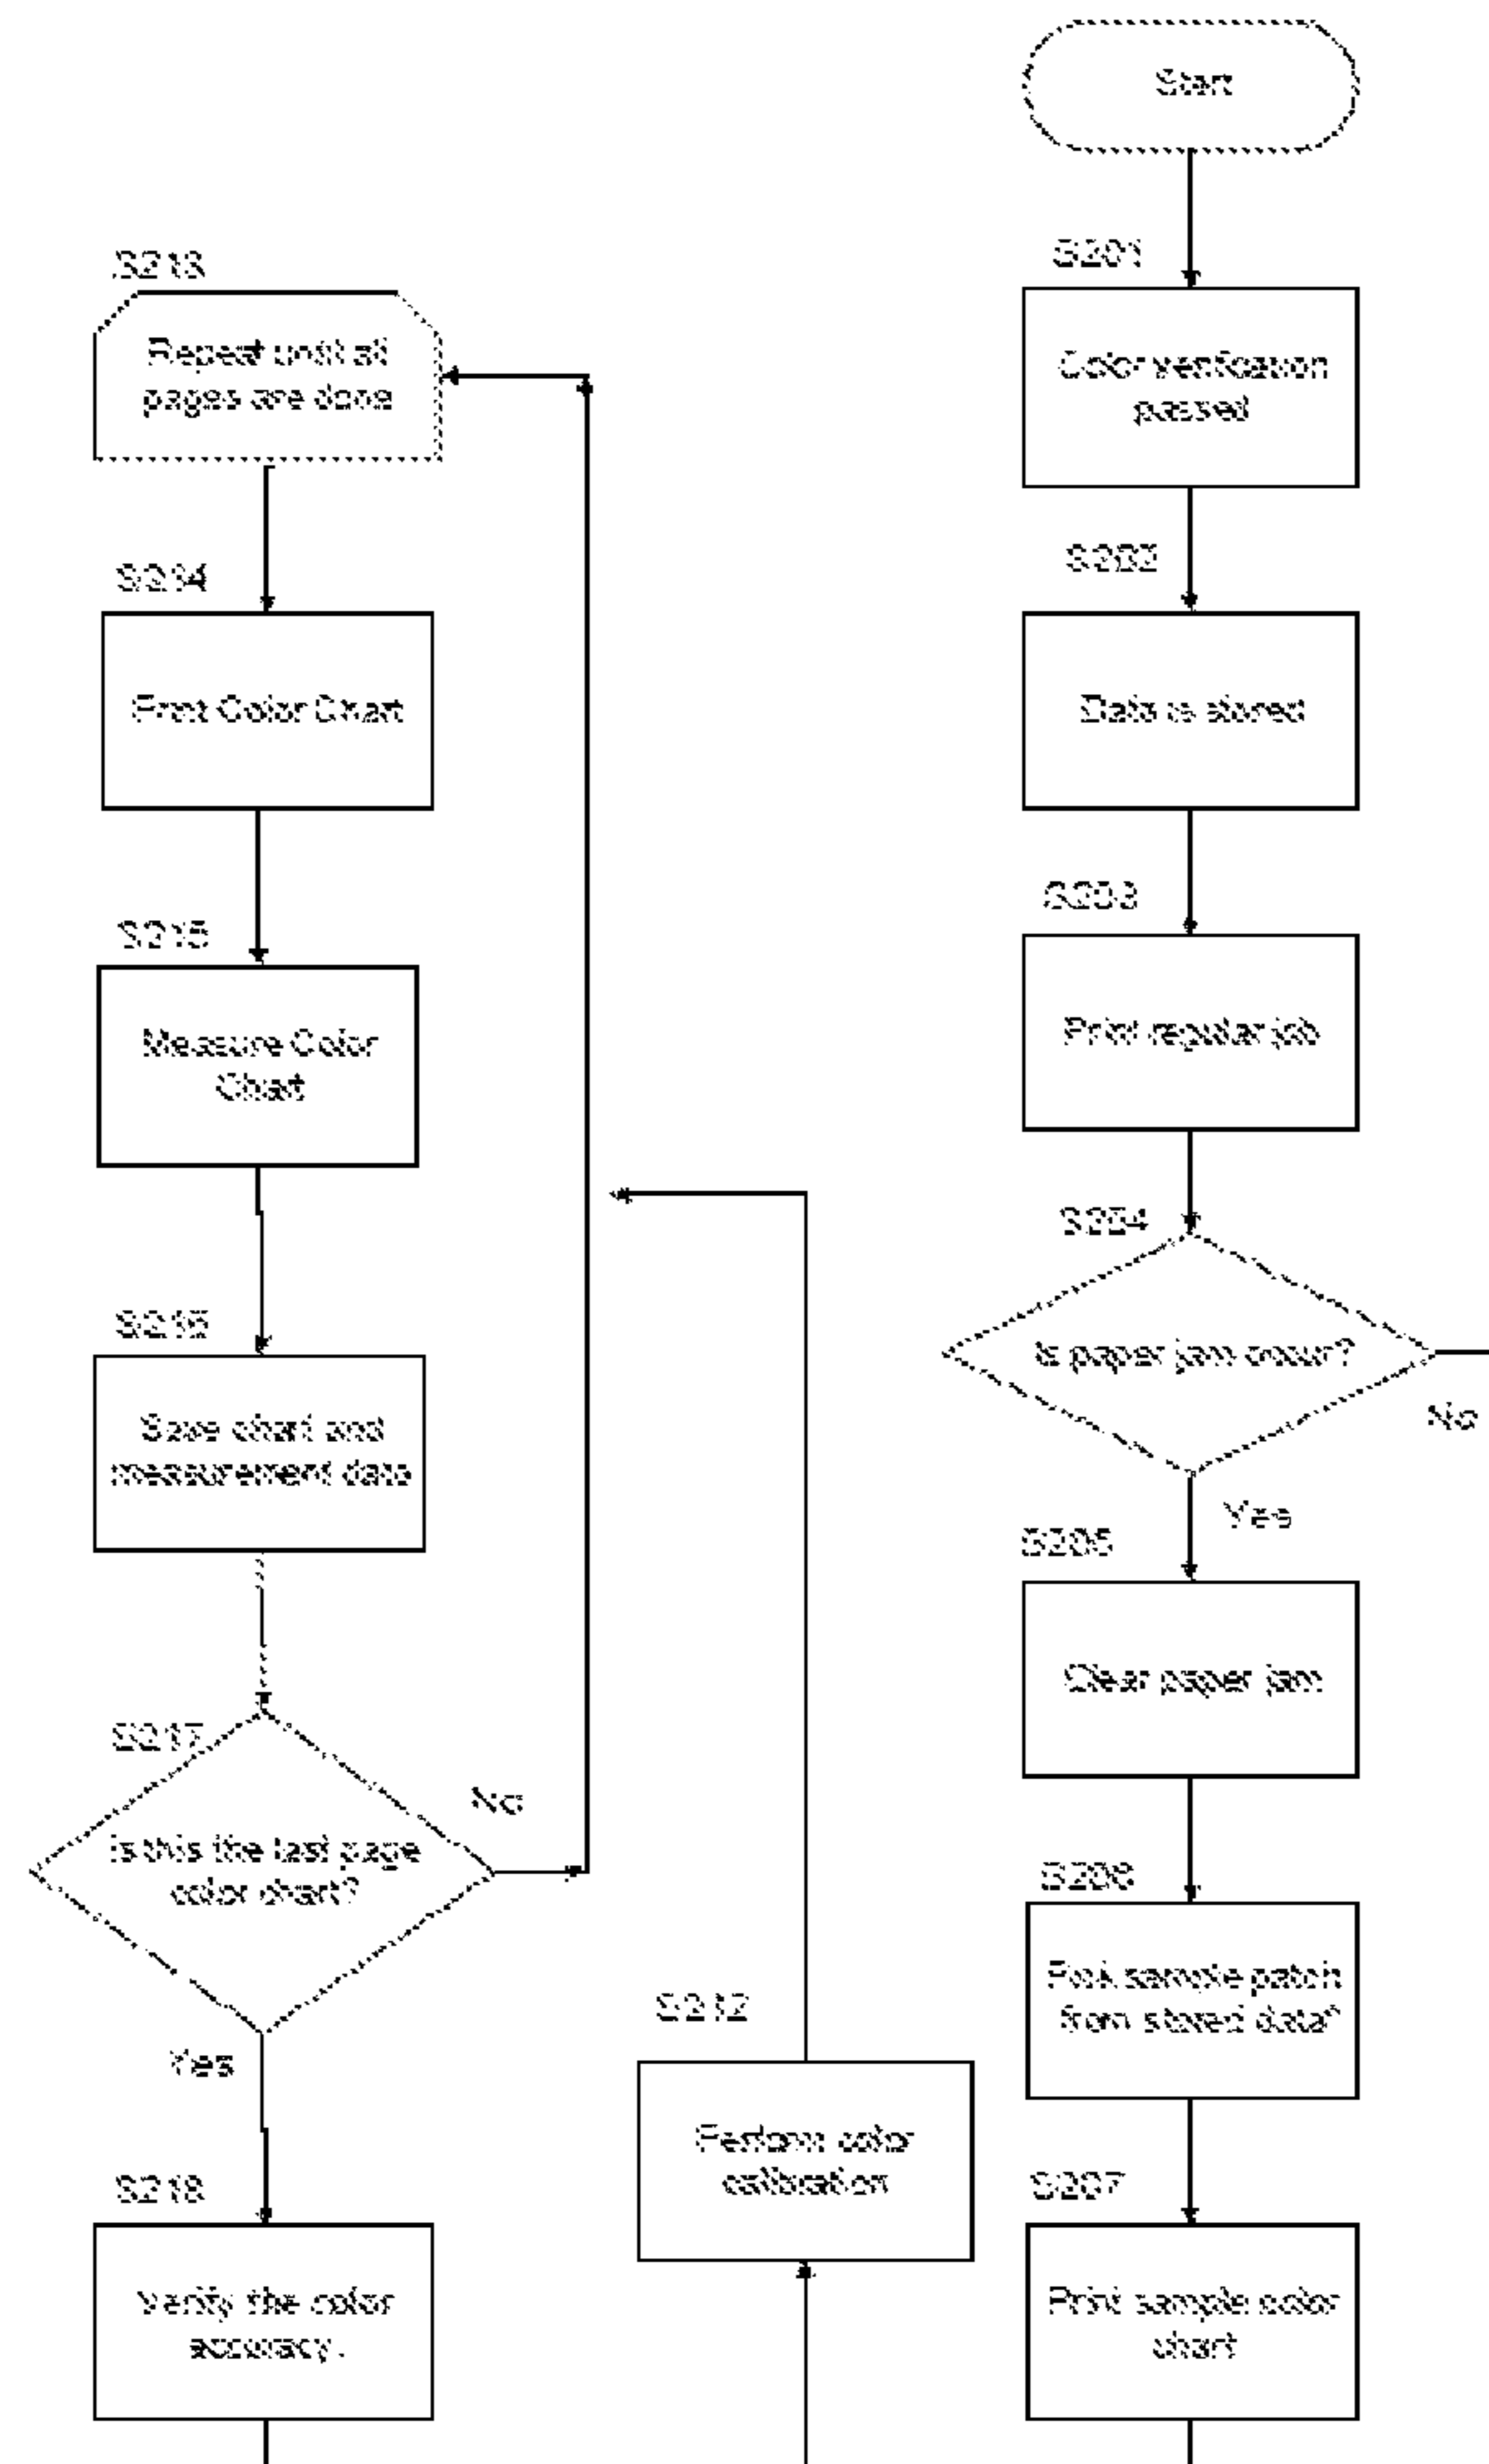 Start
S201
Color verification
passed
S202
Data is stored
S203
Print regular job
S204
Is paper jam occur?
No
Yes
S205
Clear paper jam
S206
Pick sample patch
from stored data"
S207
Print sample color
chart
S212
Perform color
calibration
S213
Repeat until all
pages are done
S214
Print Color Chart
S215
Measure Color
Chart
S216
Save chart and
measurement data
S217
Is this the last page
color chart?
No
Yes
S218
Verify the color
accuracy.